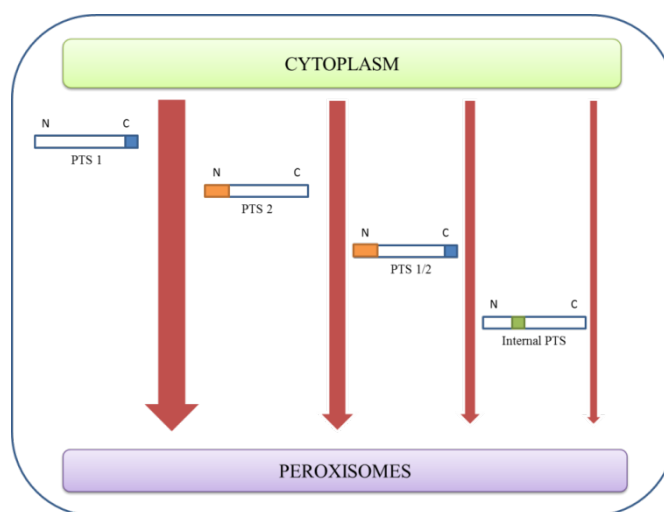 CYTOPLASM
N C
PTS 1
N C
PTS 2
N C
PTS 1/2
N C
Internal PTS
PEROXISOMES